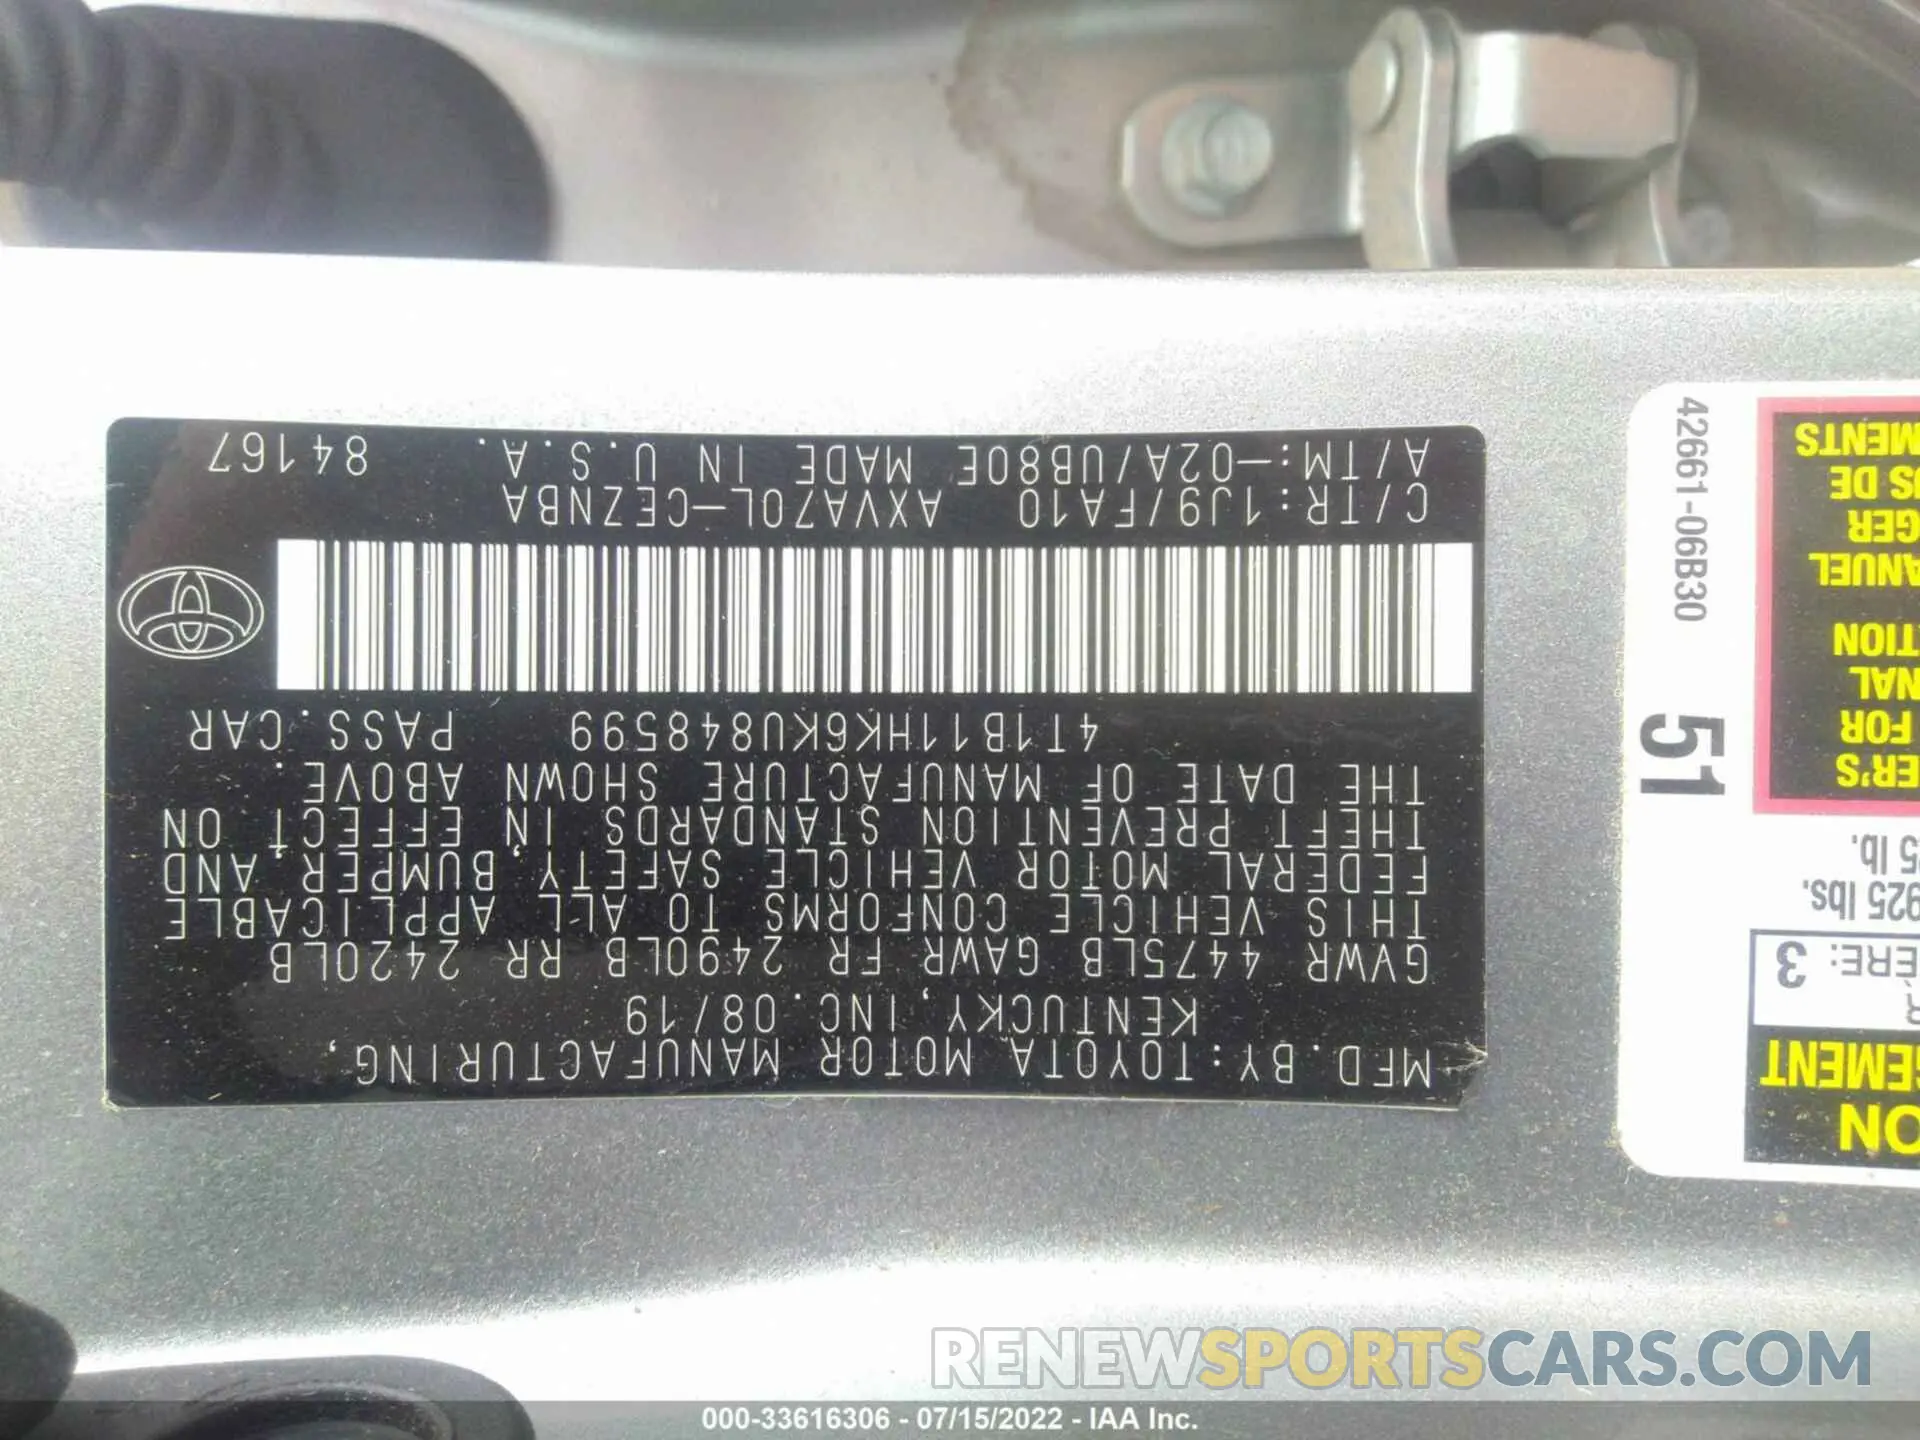 MFD.BY:TOYOTA MOTOR MANUFACTURING,
KENTUCKY,INC.08/19
GVWR 4475LB GAWR FR 2490LB RR 2420LB
THIS VEHICLE CONFORMS TO ALL APPLICABLE
FEDERAL MOTOR VEHICLE SAFETY,BUMPER,AND
THEFT PREVENTION STANDARDS IN EFFECT ON
THE DATE OF MANUFACTURE SHOWN ABOVE.
4T1B11HK6KU848599 PASS.CAR
C/TR:1J9/FA10 AXVA70L-CEZNBA
A/TM:-02A/UB80E MADE IN U.S.A. 84167
42661-06B30
51
ON
GEMENT
R
ÈRE: 3
925 lbs.
5 lb.
ER'S
FOR
NAL
TION
ANUEL
GER
US DE
MENTS
RENEWSPORTSCARS.COM
000-33616306 - 07/15/2022 - IAA Inc.